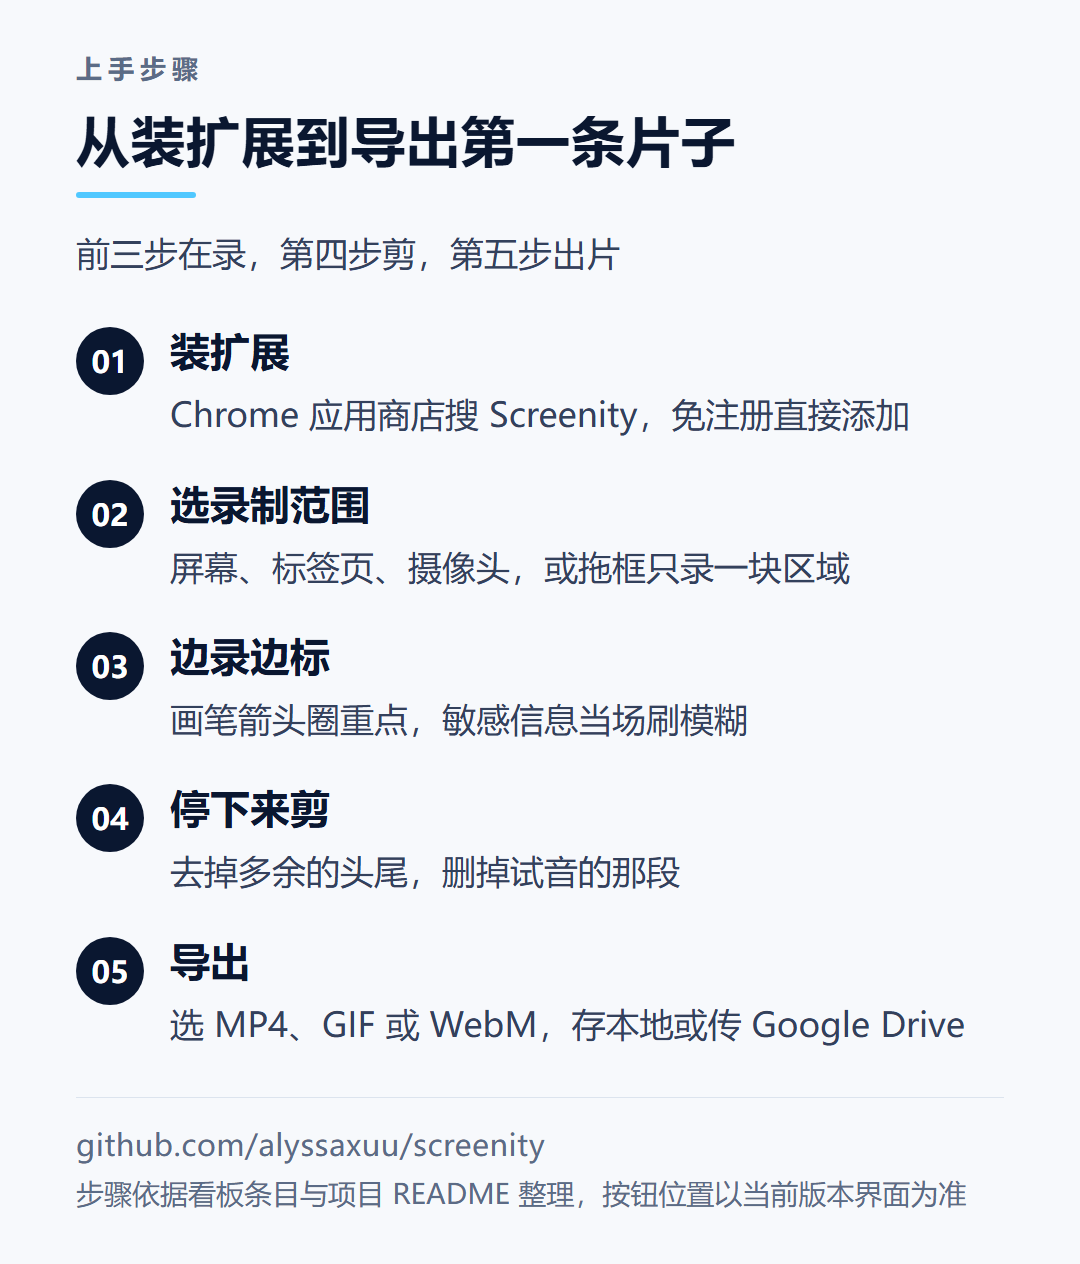 上手步骤
从装扩展到导出第一条片子
前三步在录，第四步剪，第五步出片
01
装扩展
Chrome 应用商店搜 Screenity，免注册直接添加
02
选录制范围
屏幕、标签页、摄像头，或拖框只录一块区域
03
边录边标
画笔箭头圈重点，敏感信息当场刷模糊
04
停下来剪
去掉多余的头尾，删掉试音的那段
05
导出
选 MP4、GIF 或 WebM，存本地或传 Google Drive
github.com/alyssaxuu/screenity
步骤依据看板条目与项目 README 整理，按钮位置以当前版本界面为准